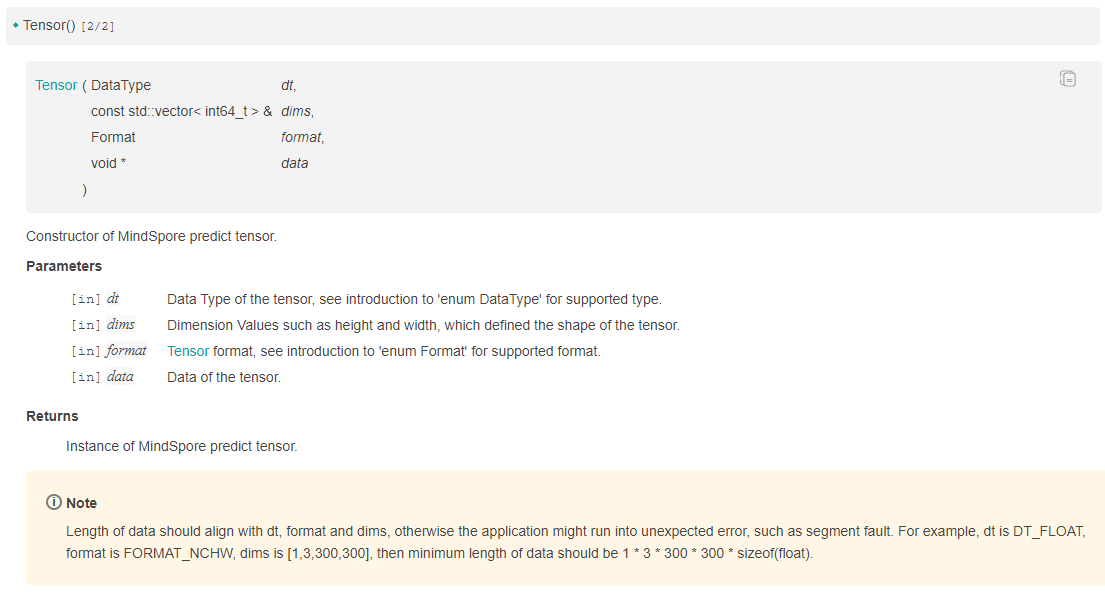 Tensor() [2/2]
Tensor ( DataType dt,
const std::vector< int64_t > & dims,
Format format,
void * data
)
Constructor of MindSpore predict tensor.
Parameters
[in] dt Data Type of the tensor, see introduction to 'enum DataType' for supported type.
[in] dims Dimension Values such as height and width, which defined the shape of the tensor.
[in] format Tensor format, see introduction to 'enum Format' for supported format.
[in] data Data of the tensor.
Returns
Instance of MindSpore predict tensor.
Note
Length of data should align with dt, format and dims, otherwise the application might run into unexpected error, such as segment fault. For example, dt is DT_FLOAT,
format is FORMAT_NCHW, dims is [1,3,300,300], then minimum length of data should be 1 * 3 * 300 * 300 * sizeof(float).